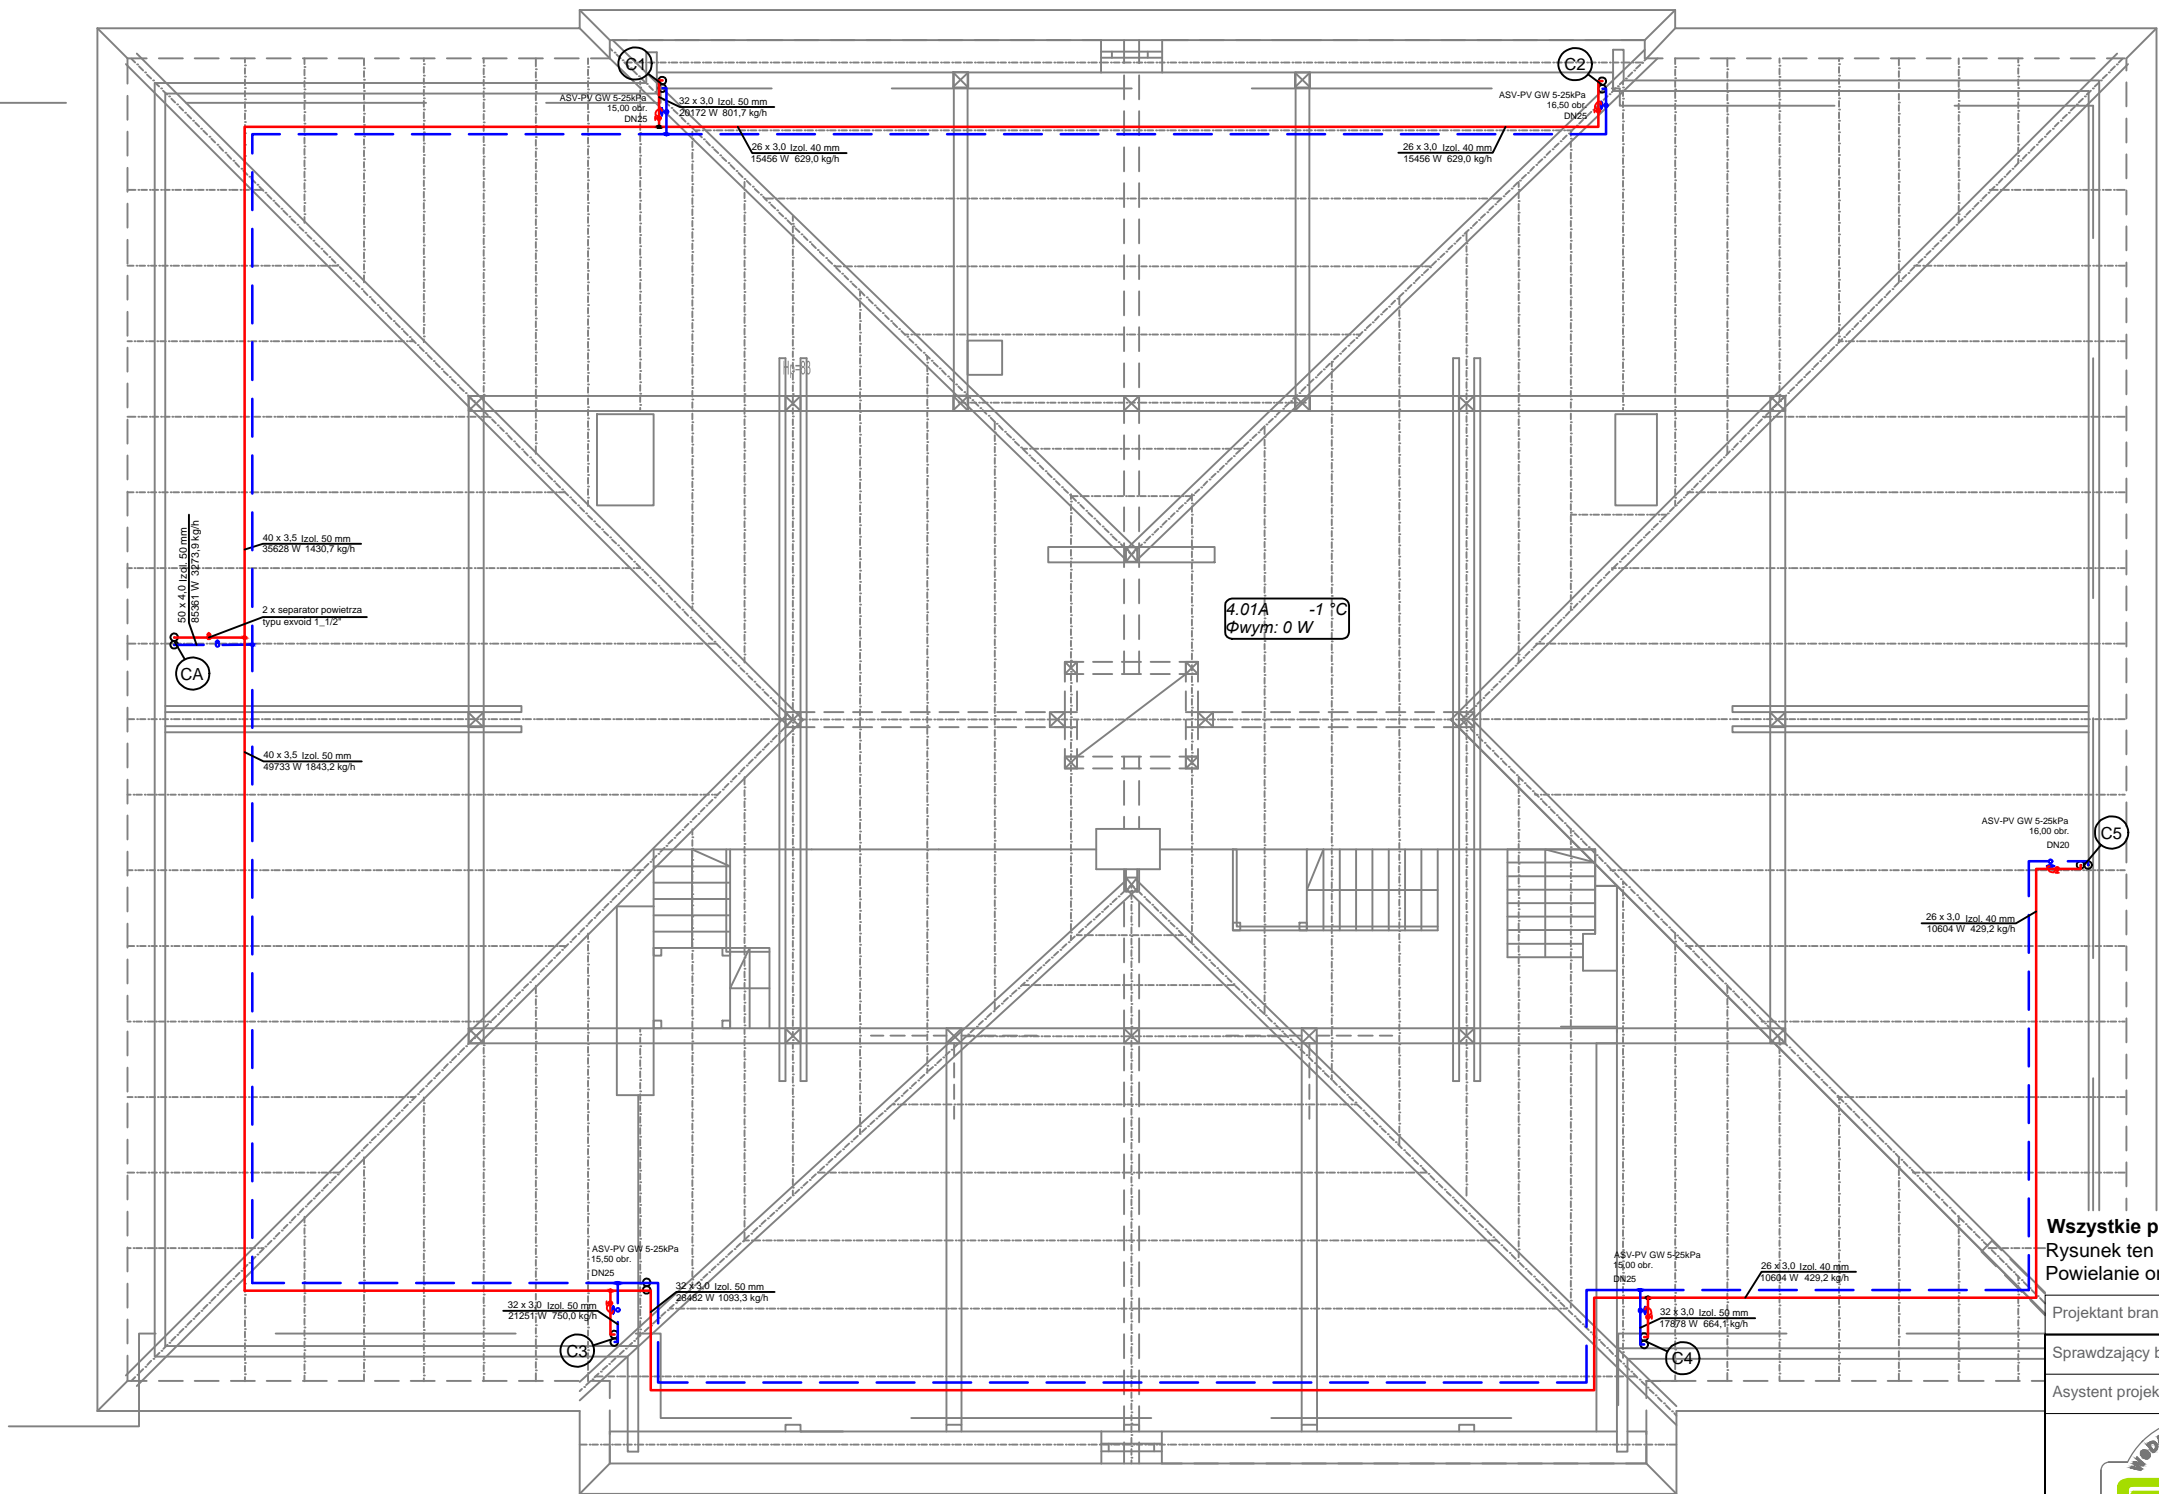 C1
C2
ASV-PV GW 5-25kPa
15,00 obr.
DN25
32 x 3,0 Izol. 50 mm
20172 W 801,7 kg/h
ASV-PV GW 5-25kPa
16,50 obr.
DN25
26 x 3,0 Izol. 40 mm
15456 W 629,0 kg/h
26 x 3,0 Izol. 40 mm
15456 W 629,0 kg/h
50 x 4,0 Izol. 50 mm
85361 W 3273,9 kg/h
40 x 3,5 Izol. 50 mm
35628 W 1430,7 kg/h
2 x separator powietrza
typu exvoid 1_1/2"
CA
4.01A -1 °C
Φwym: 0 W
40 x 3,5 Izol. 50 mm
49733 W 1843,2 kg/h
ASV-PV GW 5-25kPa
16,00 obr.
DN20
C5
26 x 3,0 Izol. 40 mm
10604 W 429,2 kg/h
ASV-PV GW 5-25kPa
15,50 obr.
DN25
32 x 3,0 Izol. 50 mm
28482 W 1093,3 kg/h
32 x 3,0 Izol. 50 mm
21251 W 750,0 kg/h
C3
ASV-PV GW 5-25kPa
15,00 obr.
DN25
26 x 3,0 Izol. 40 mm
10604 W 429,2 kg/h
32 x 3,0 Izol. 50 mm
17878 W 664,1 kg/h
C4
Wszystkie p
Rysunek ten
Powielanie or
Projektant bran
Sprawdzający b
Asystent projek